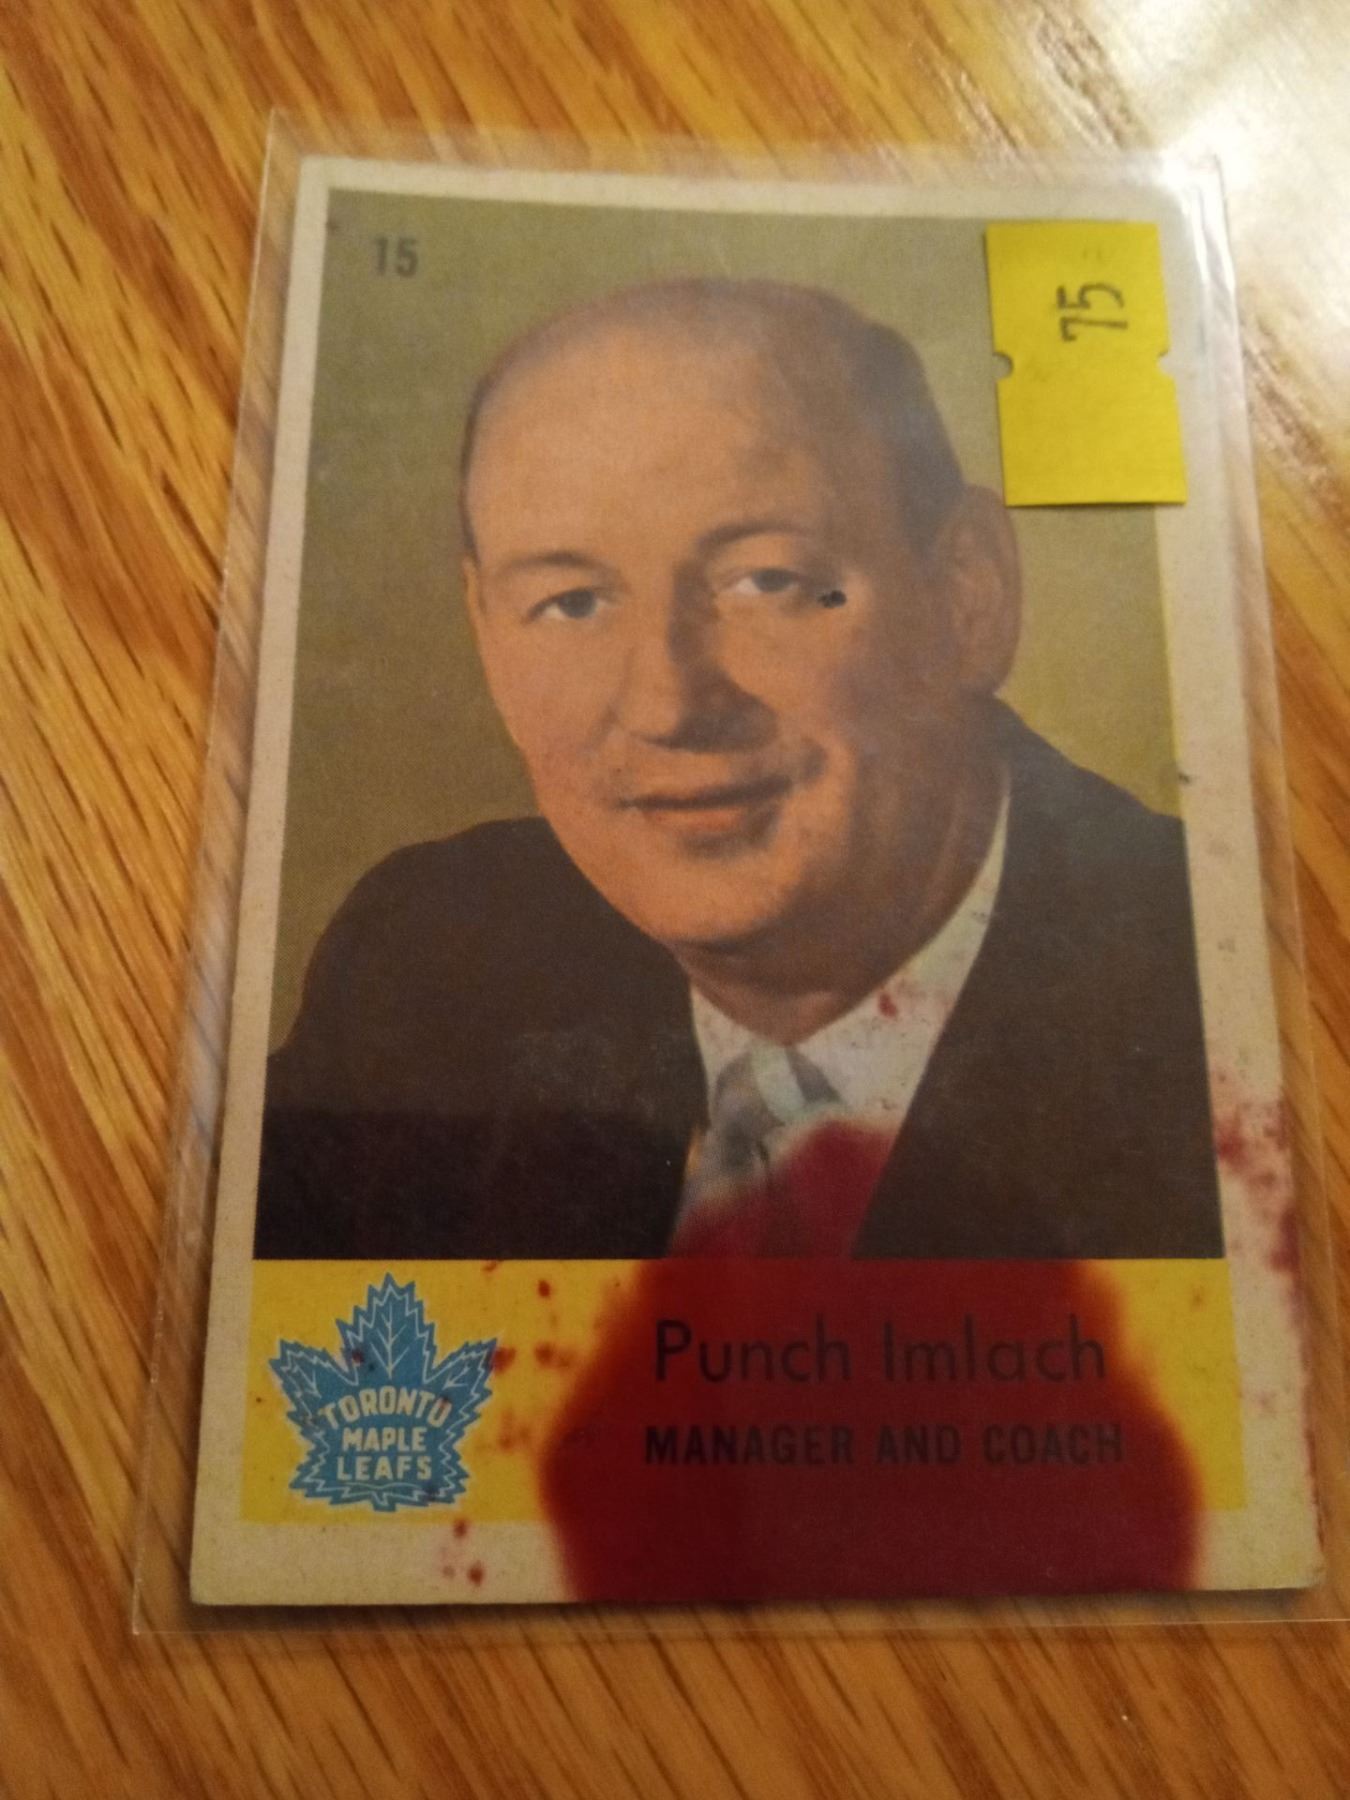 15
75
TORONTO
MAPLE
LEAFS
Punch Imlach
MANAGER AND COACH